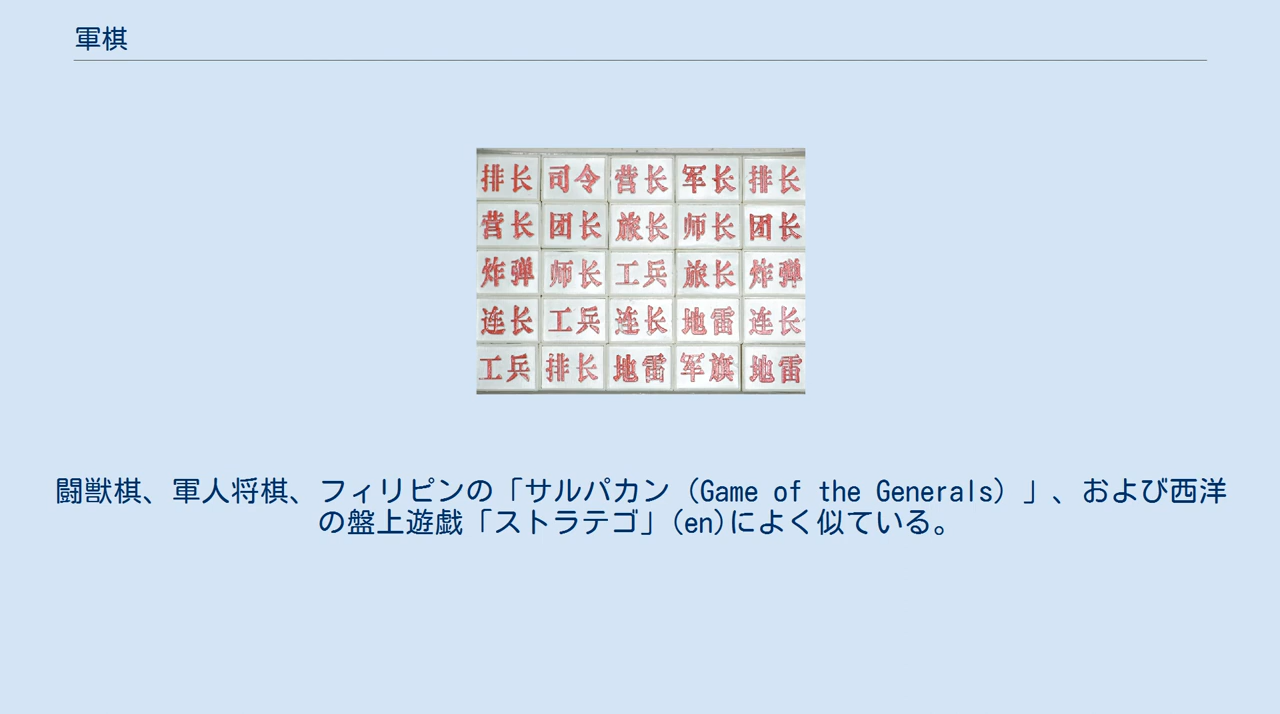 軍棋
排长 司令 营长 军长 排长
营长 团长 旅长 师长 团长
炸弹 师长 工兵 旅长 炸弹
连长 工兵 连长 地雷 连长
工兵 排长 地雷 军旗 地雷
闘獣棋、軍人将棋、フィリピンの「サルパカン（Game of the Generals）」、および西洋
の盤上遊戯「ストラテゴ」(en)によく似ている。